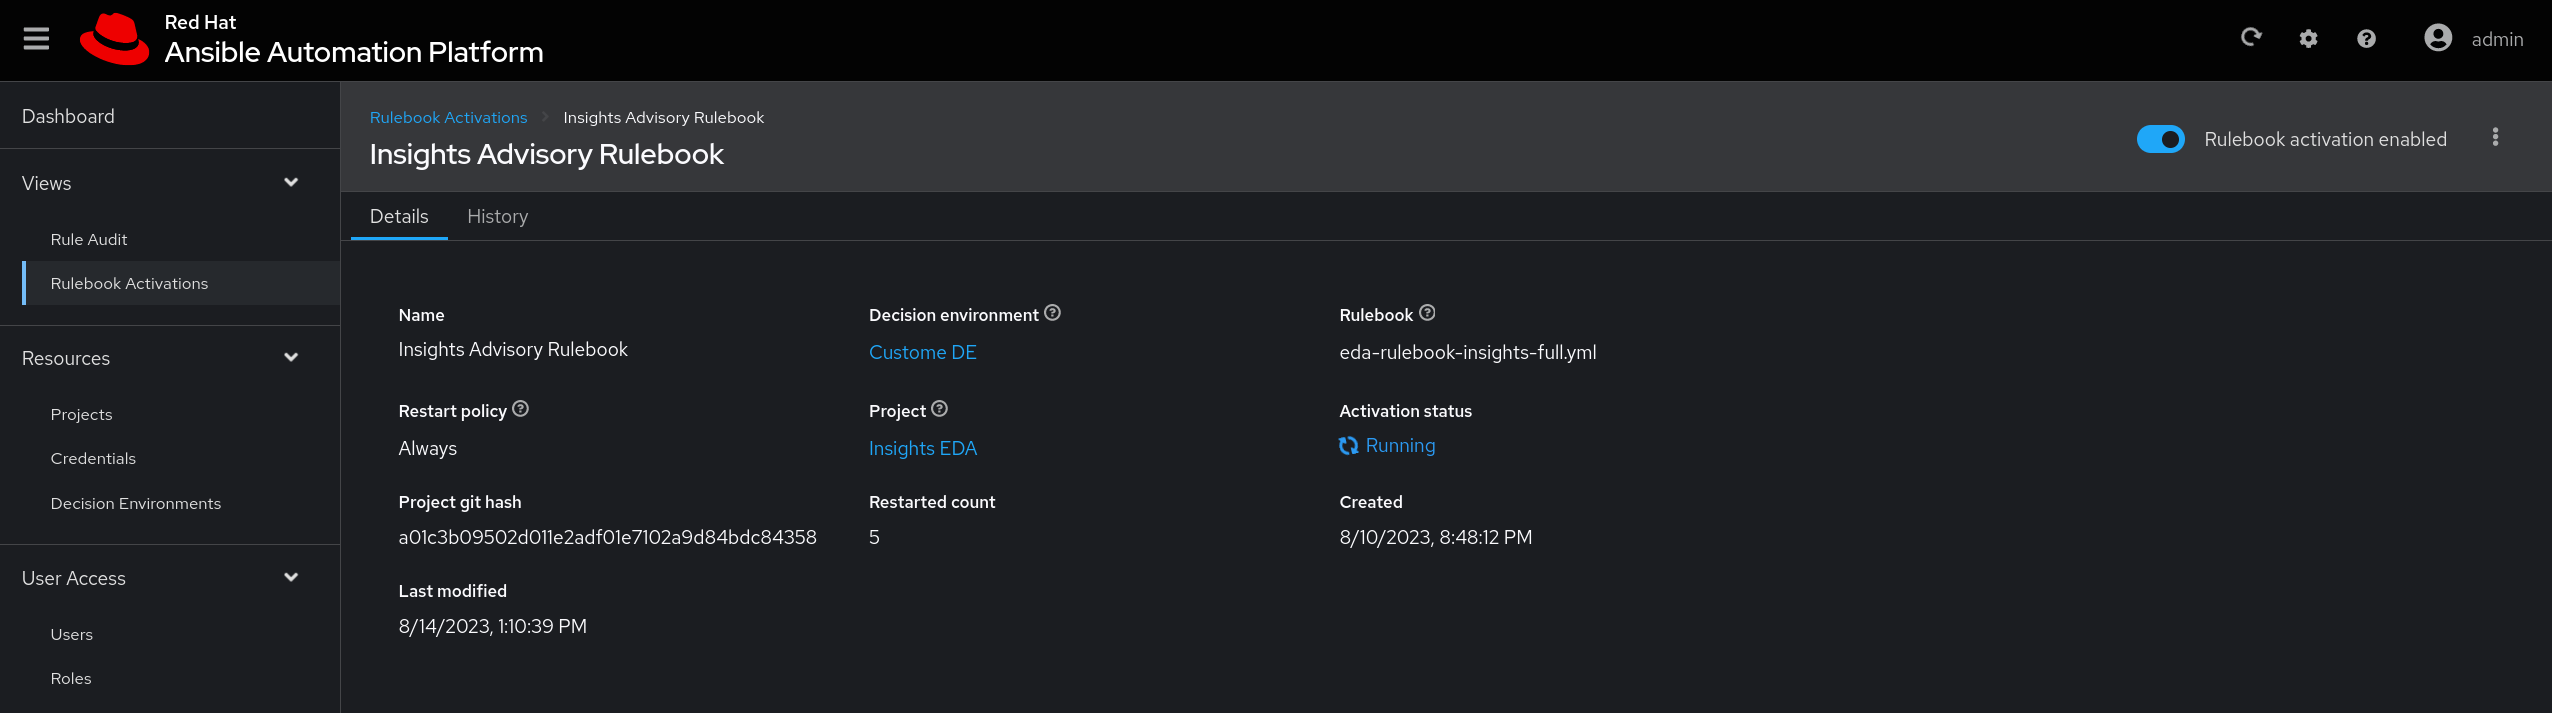 Red Hat
Ansible Automation Platform
admin
Dashboard
Views
Rule Audit
Rulebook Activations
Resources
Projects
Credentials
Decision Environments
User Access
Users
Roles
Rulebook Activations > Insights Advisory Rulebook
Insights Advisory Rulebook
Rulebook activation enabled
Details History
Name
Insights Advisory Rulebook
Decision environment
Custome DE
Rulebook
eda-rulebook-insights-full.yml
Restart policy
Always
Project
Insights EDA
Activation status
Running
Project git hash
a01c3b09502d011e2adf01e7102a9d84bdc84358
Restarted count
5
Created
8/10/2023, 8:48:12 PM
Last modified
8/14/2023, 1:10:39 PM